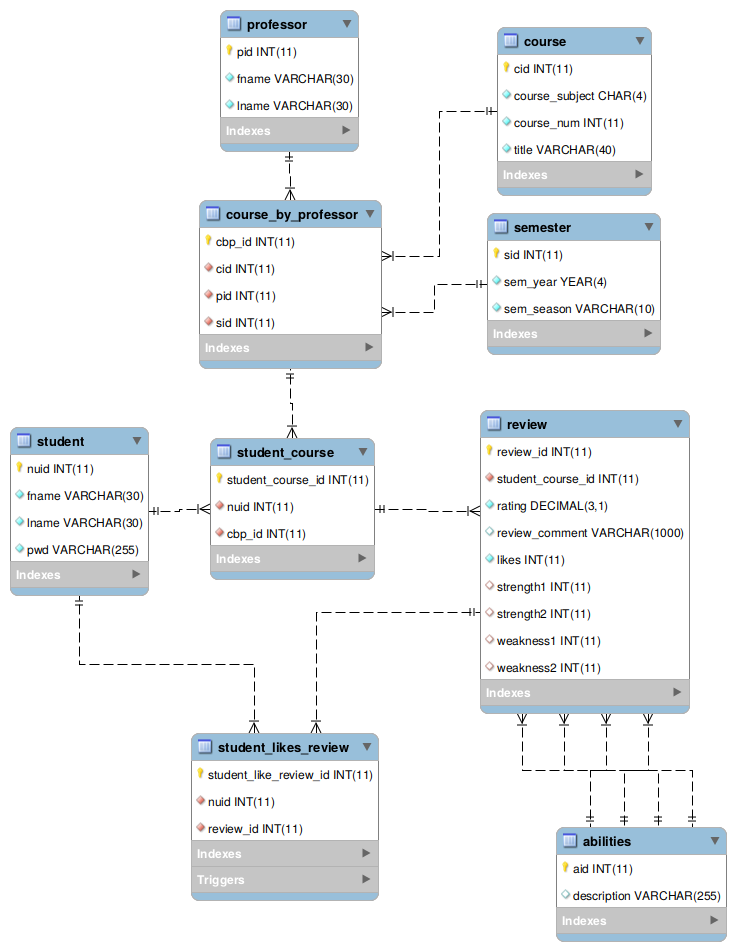 professor
pid INT(11)
fname VARCHAR(30)
lname VARCHAR(30)
Indexes
course
cid INT(11)
course_subject CHAR(4)
course_num INT(11)
title VARCHAR(40)
Indexes
course_by_professor
cbp_id INT(11)
cid INT(11)
pid INT(11)
sid INT(11)
Indexes
semester
sid INT(11)
sem_year YEAR(4)
sem_season VARCHAR(10)
Indexes
student
nuid INT(11)
fname VARCHAR(30)
lname VARCHAR(30)
pwd VARCHAR(255)
Indexes
student_course
student_course_id INT(11)
nuid INT(11)
cbp_id INT(11)
Indexes
review
review_id INT(11)
student_course_id INT(11)
rating DECIMAL(3,1)
review_comment VARCHAR(1000)
likes INT(11)
strength1 INT(11)
strength2 INT(11)
weakness1 INT(11)
weakness2 INT(11)
Indexes
student_likes_review
student_like_review_id INT(11)
nuid INT(11)
review_id INT(11)
Indexes
Triggers
abilities
aid INT(11)
description VARCHAR(255)
Indexes